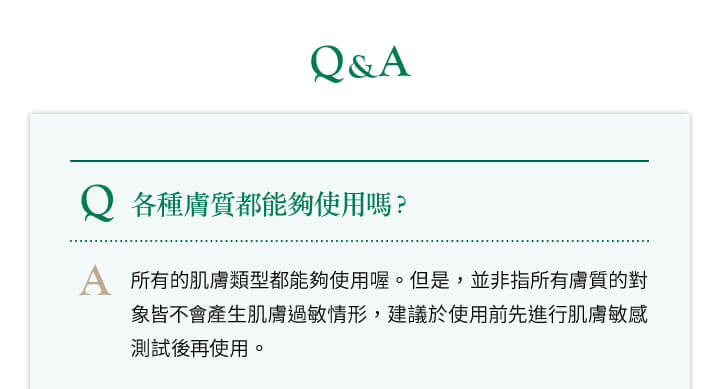 Q&A
Q 各種膚質都能夠使用嗎?
A 所有的肌膚類型都能夠使用喔。但是，並非指所有膚質的對
象皆不會產生肌膚過敏情形，建議於使用前先進行肌膚敏感
測試後再使用。